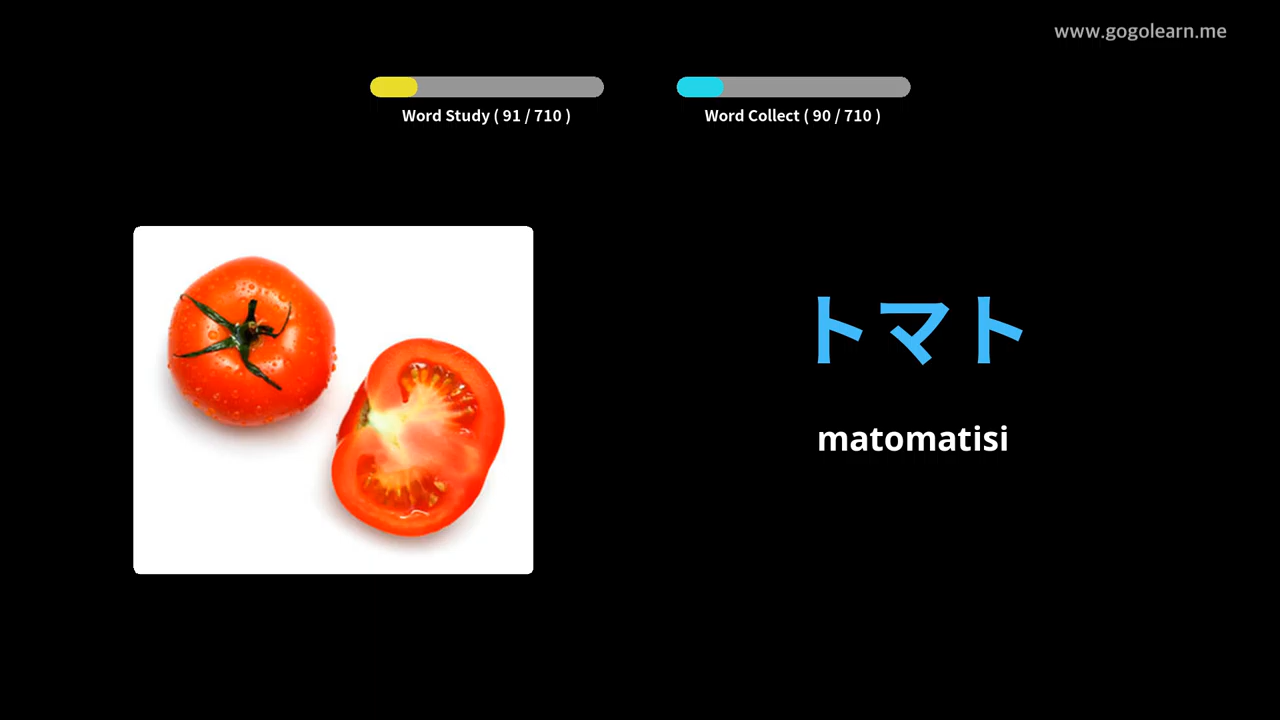 www.gogolearn.me
Word Study ( 91 / 710 )
Word Collect ( 90 / 710 )
トマト
matomatisi